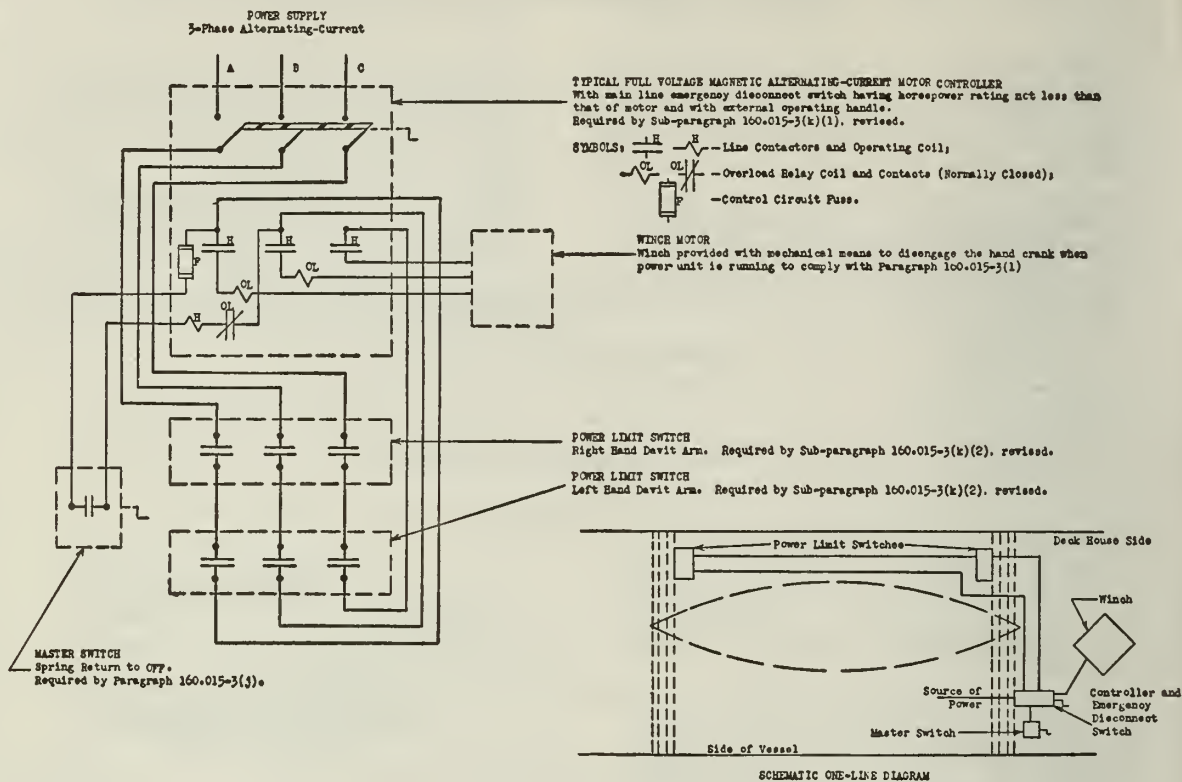 POWER SUPPLY
3-Phase Alternating-Current
A B C
TYPICAL FULL VOLTAGE MAGNETIC ALTERNATING-CURRENT MOTOR CONTROLLER
With main line emergency disconnect switch having horsepower rating not less than
that of motor and with external operating handle.
Required by Sub-paragraph 160.015-3(k)(1), revised.
SYMBOLS: H H —Line Contactors and Operating Coil;
OL OL —Overload Relay Coil and Contacts (Normally Closed);
F —Control Circuit Fuse.
H H H
F
OL
OL
OL
H
WINCH MOTOR
Winch provided with mechanical means to disengage the hand crank when
power unit is running to comply with Paragraph 160.015-3(l)
POWER LIMIT SWITCH
Right Hand Davit Arm. Required by Sub-paragraph 160.015-3(k)(2), revised.
POWER LIMIT SWITCH
Left Hand Davit Arm. Required by Sub-paragraph 160.015-3(k)(2), revised.
MASTER SWITCH
Spring Return to OFF.
Required by Paragraph 160.015-3(j).
Deck House Side
Power Limit Switches
Winch
Source of
Power
Controller and
Emergency
Disconnect
Switch
Master Switch
Side of Vessel
SCHEMATIC ONE-LINE DIAGRAM